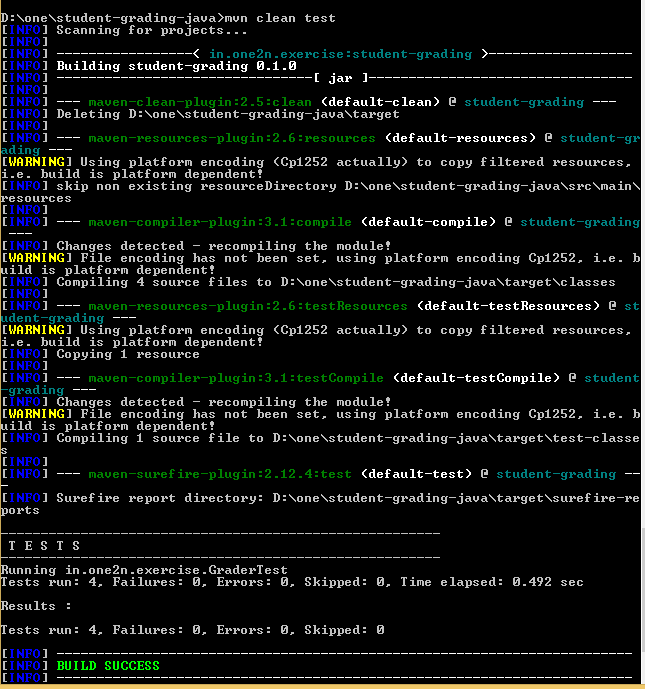 D:\one\student-grading-java>mvn clean test
[INFO] Scanning for projects...
[INFO]
[INFO] -----------------< in.one2n.exercise:student-grading >------------------
[INFO] Building student-grading 0.1.0
[INFO] --------------------------------[ jar ]---------------------------------
[INFO]
[INFO] --- maven-clean-plugin:2.5:clean (default-clean) @ student-grading ---
[INFO] Deleting D:\one\student-grading-java\target
[INFO]
[INFO] --- maven-resources-plugin:2.6:resources (default-resources) @ student-gr
ading ---
[WARNING] Using platform encoding (Cp1252 actually) to copy filtered resources,
i.e. build is platform dependent!
[INFO] skip non existing resourceDirectory D:\one\student-grading-java\src\main\
resources
[INFO]
[INFO] --- maven-compiler-plugin:3.1:compile (default-compile) @ student-grading
 ---
[INFO] Changes detected - recompiling the module!
[WARNING] File encoding has not been set, using platform encoding Cp1252, i.e. b
uild is platform dependent!
[INFO] Compiling 4 source files to D:\one\student-grading-java\target\classes
[INFO]
[INFO] --- maven-resources-plugin:2.6:testResources (default-testResources) @ st
udent-grading ---
[WARNING] Using platform encoding (Cp1252 actually) to copy filtered resources,
i.e. build is platform dependent!
[INFO] Copying 1 resource
[INFO]
[INFO] --- maven-compiler-plugin:3.1:testCompile (default-testCompile) @ student
-grading ---
[INFO] Changes detected - recompiling the module!
[WARNING] File encoding has not been set, using platform encoding Cp1252, i.e. b
uild is platform dependent!
[INFO] Compiling 1 source file to D:\one\student-grading-java\target\test-classe
s
[INFO]
[INFO] --- maven-surefire-plugin:2.12.4:test (default-test) @ student-grading --
-
[INFO] Surefire report directory: D:\one\student-grading-java\target\surefire-re
ports
-------------------------------------------------------
 T E S T S
-------------------------------------------------------
Running in.one2n.exercise.GraderTest
Tests run: 4, Failures: 0, Errors: 0, Skipped: 0, Time elapsed: 0.492 sec
Results :
Tests run: 4, Failures: 0, Errors: 0, Skipped: 0
[INFO] ------------------------------------------------------------------------
[INFO] BUILD SUCCESS
[INFO] ------------------------------------------------------------------------